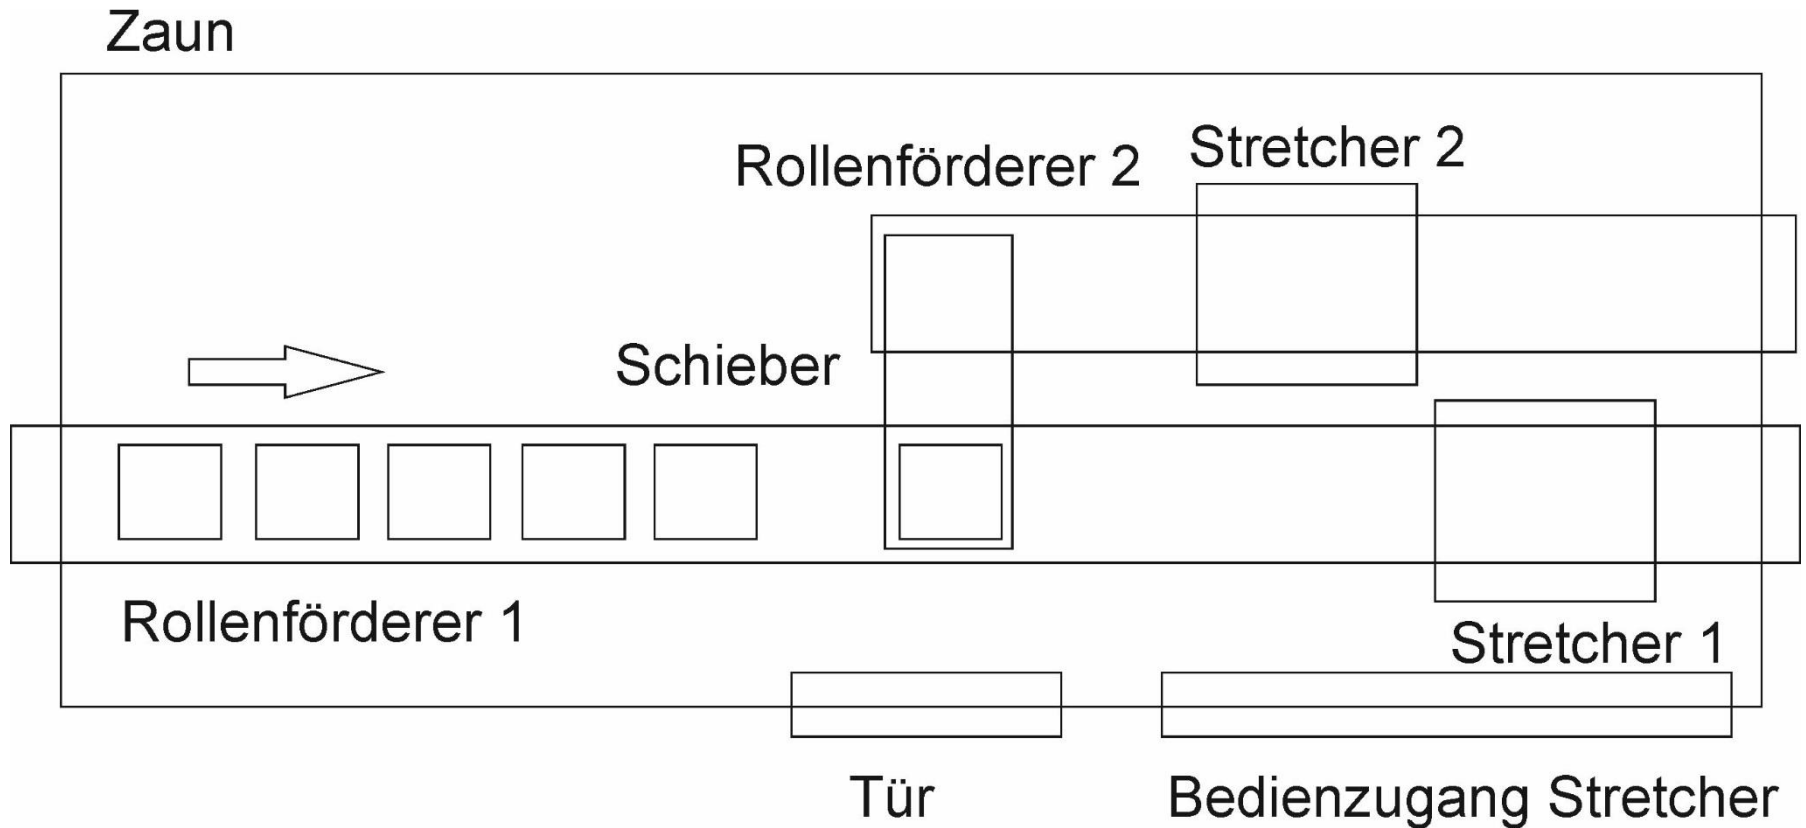 Zaun
Stretcher 2
Rollenförderer 2
Schieber
Rollenförderer 1
Stretcher 1
Tür
Bedienzugang Stretcher